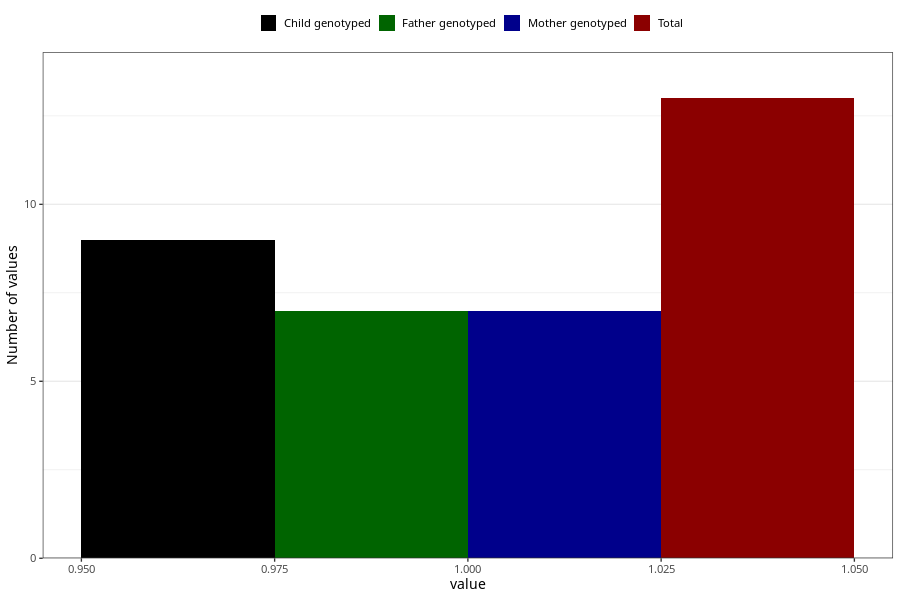 Child genotyped Father genotyped Mother genotyped Total
Number of values
10
5
0
0.950 0.975 1.000 1.025 1.050
value